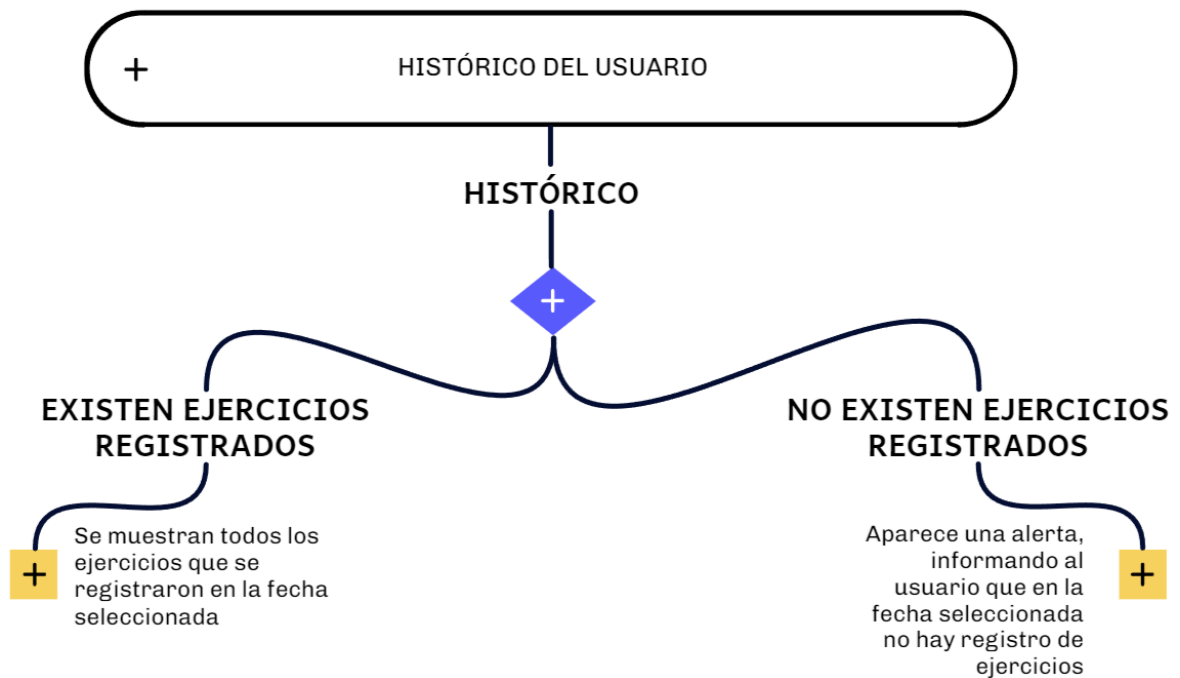 HISTÓRICO DEL USUARIO
HISTÓRICO
EXISTEN EJERCICIOS
REGISTRADOS
Se muestran todos los
ejercicios que se
registraron en la fecha
seleccionada
NO EXISTEN EJERCICIOS
REGISTRADOS
Aparece una alerta,
informando al
usuario que en la
fecha seleccionada
no hay registro de
ejercicios